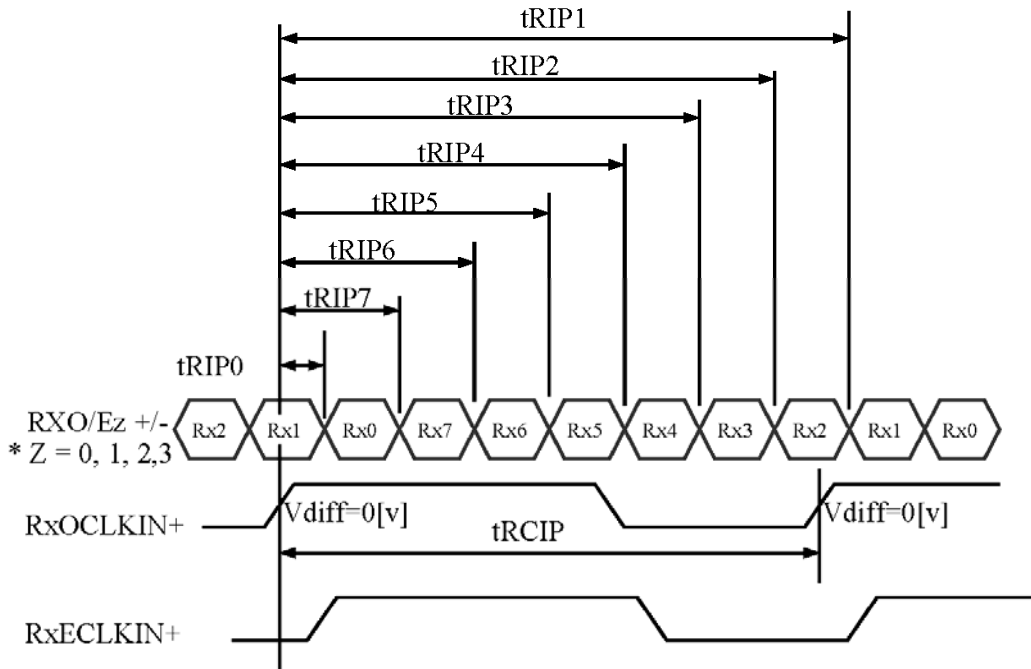 tRIP1
tRIP2
tRIP3
tRIP4
tRIP5
tRIP6
tRIP7
tRIP0
RXO/Ez +/-
* Z = 0, 1, 2,3
Rx2 Rx1 Rx0 Rx7 Rx6 Rx5 Rx4 Rx3 Rx2 Rx1 Rx0
RxOCLKIN+
Vdiff=0[v] Vdiff=0[v]
tRCIP
RxECLKIN+